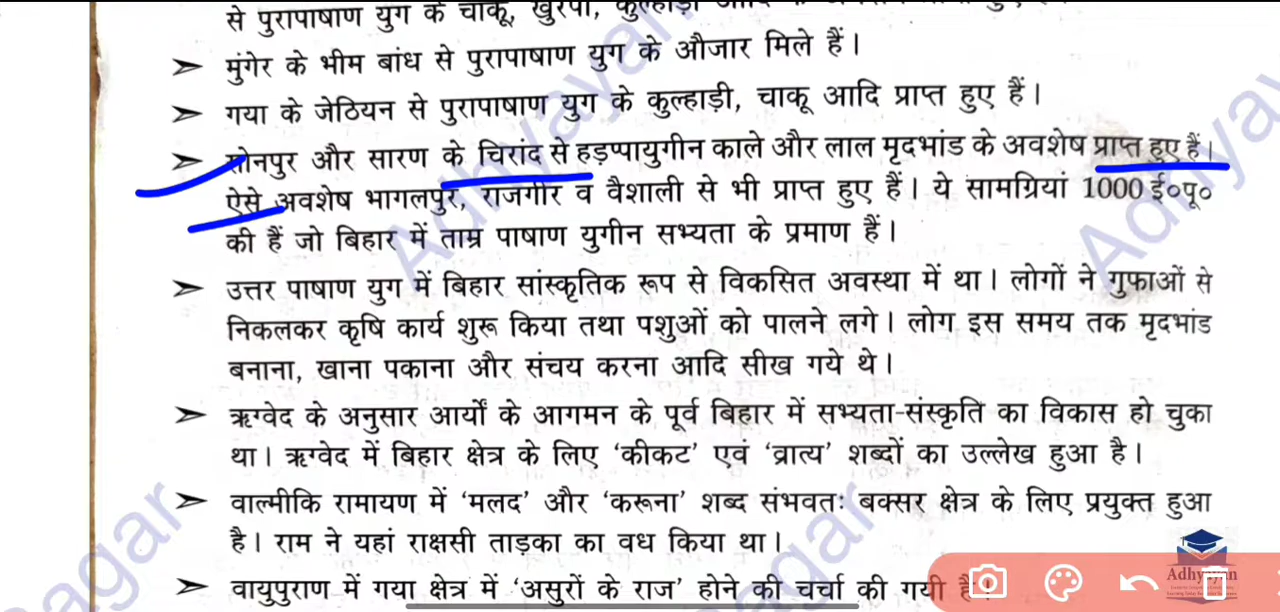 से पुरापाषाण युग के चाकू, खुरपी, कुल्हाड़ी
➢ मुंगेर के भीम बांध से पुरापाषाण युग के औजार मिले हैं।
➢ गया के जेठियन से पुरापाषाण युग के कुल्हाड़ी, चाकू आदि प्राप्त हुए हैं।
➢ सोनपुर और सारण के चिरांद से हड़प्पायुगीन काले और लाल मृदभांड के अवशेष प्राप्त हुए हैं।
ऐसे अवशेष भागलपुर, राजगीर व वैशाली से भी प्राप्त हुए हैं। ये सामग्रियां 1000 ई०पू०
की हैं जो बिहार में ताम्र पाषाण युगीन सभ्यता के प्रमाण हैं।
➢ उत्तर पाषाण युग में बिहार सांस्कृतिक रूप से विकसित अवस्था में था। लोगों ने गुफाओं से
निकलकर कृषि कार्य शुरू किया तथा पशुओं को पालने लगे। लोग इस समय तक मृदभांड
बनाना, खाना पकाना और संचय करना आदि सीख गये थे।
➢ ऋग्वेद के अनुसार आर्यों के आगमन के पूर्व बिहार में सभ्यता-संस्कृति का विकास हो चुका
था। ऋग्वेद में बिहार क्षेत्र के लिए ‘कीकट’ एवं ‘व्रात्य’ शब्दों का उल्लेख हुआ है।
➢ वाल्मीकि रामायण में ‘मलद’ और ‘करूना’ शब्द संभवतः बक्सर क्षेत्र के लिए प्रयुक्त हुआ
है। राम ने यहां राक्षसी ताड़का का वध किया था।
➢ वायुपुराण में गया क्षेत्र में ‘असुरों के राज’ होने की चर्चा की गयी है।
Adhyayan